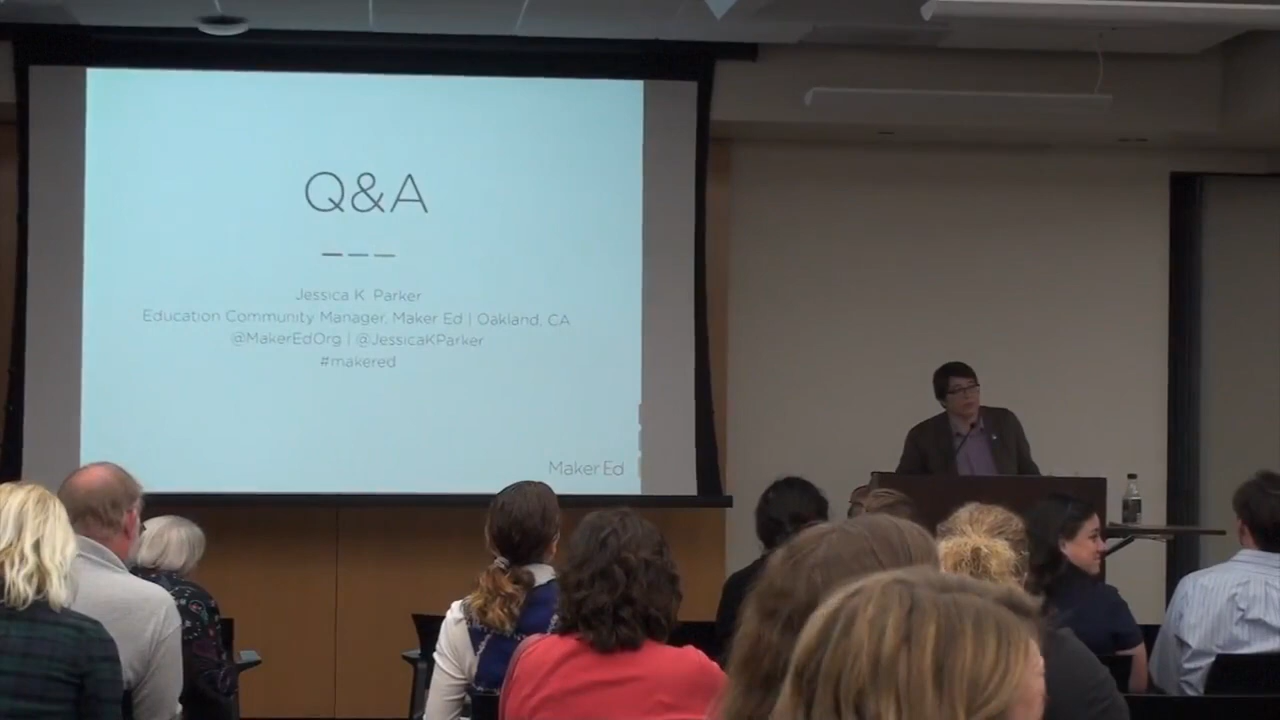 Q&A
Jessica K. Parker
Education Community Manager, Maker Ed | Oakland, CA
@MakerEdOrg | @JessicaKParker
#makered
Maker Ed